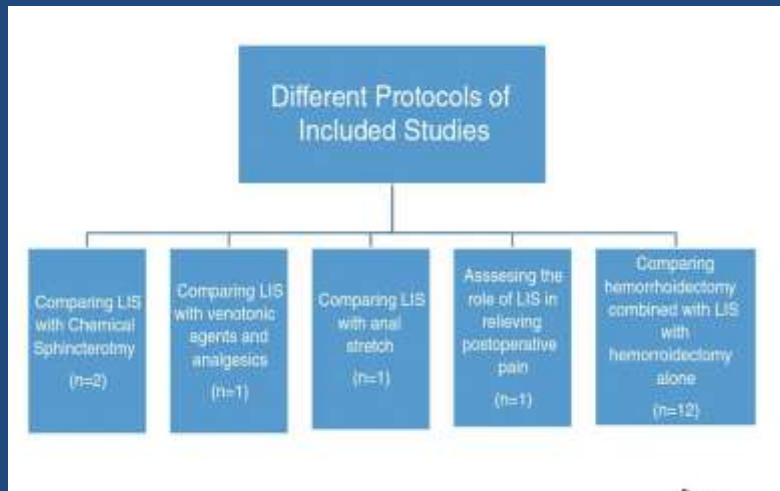 Different Protocols of
Included Studies
Comparing LIS
with Chemical
Sphincterotmy
(n=2)
Comparing LIS
with venotonic
agents and
analgesics
(n=1)
Comparing LIS
with anal
stretch
(n=1)
Asssesing the
role of LIS in
relieving
postoperative
pain
(n=1)
Comparing
hemorrhoidectomy
combined with LIS
with
hemorroidectomy
alone
(n=12)